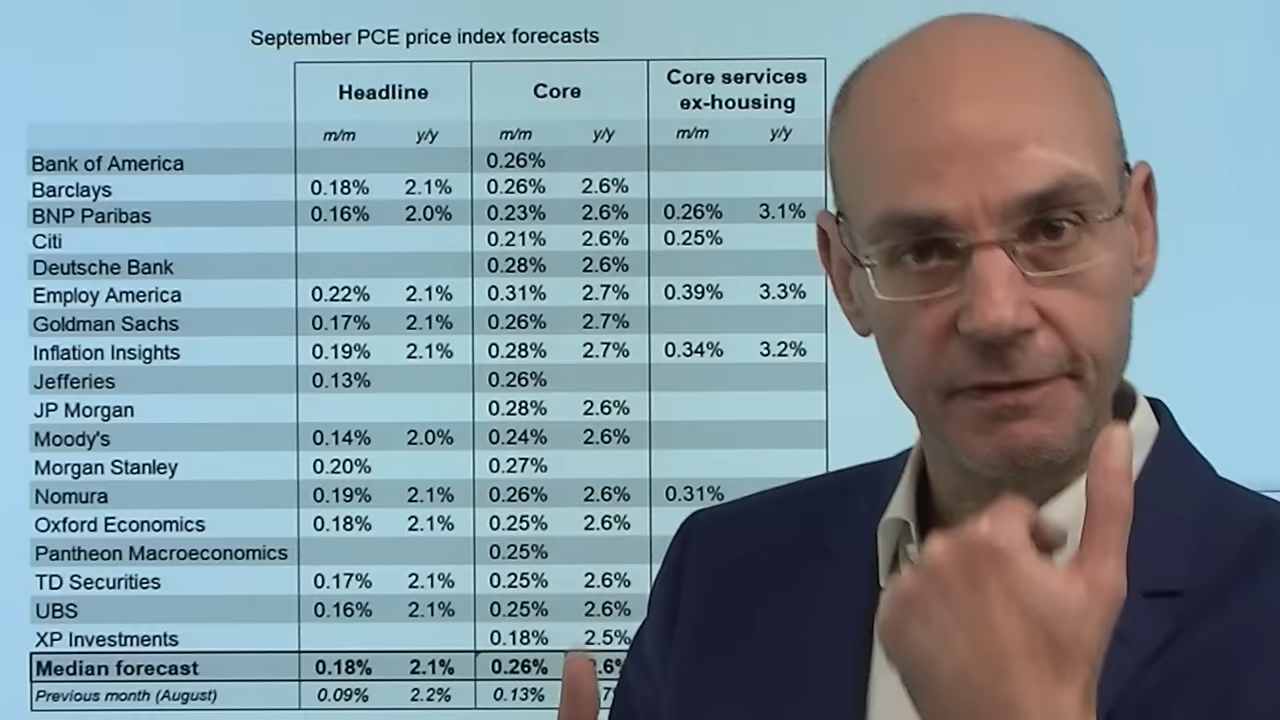 September PCE price index forecasts
Headline Core Core services ex-housing
m/m y/y m/m y/y m/m y/y
Bank of America 0.26%
Barclays 0.18% 2.1% 0.26% 2.6%
BNP Paribas 0.16% 2.0% 0.23% 2.6% 0.26% 3.1%
Citi 0.21% 2.6% 0.25%
Deutsche Bank 0.28% 2.6%
Employ America 0.22% 2.1% 0.31% 2.7% 0.39% 3.3%
Goldman Sachs 0.17% 2.1% 0.26% 2.7%
Inflation Insights 0.19% 2.1% 0.28% 2.7% 0.34% 3.2%
Jefferies 0.13% 0.26%
JP Morgan 0.28% 2.6%
Moody's 0.14% 2.0% 0.24% 2.6%
Morgan Stanley 0.20% 0.27%
Nomura 0.19% 2.1% 0.26% 2.6% 0.31%
Oxford Economics 0.18% 2.1% 0.25% 2.6%
Pantheon Macroeconomics 0.25%
TD Securities 0.17% 2.1% 0.25% 2.6%
UBS 0.16% 2.1% 0.25% 2.6%
XP Investments 0.18% 2.5%
Median forecast 0.18% 2.1% 0.26%
Previous month (August) 0.09% 2.2% 0.13%